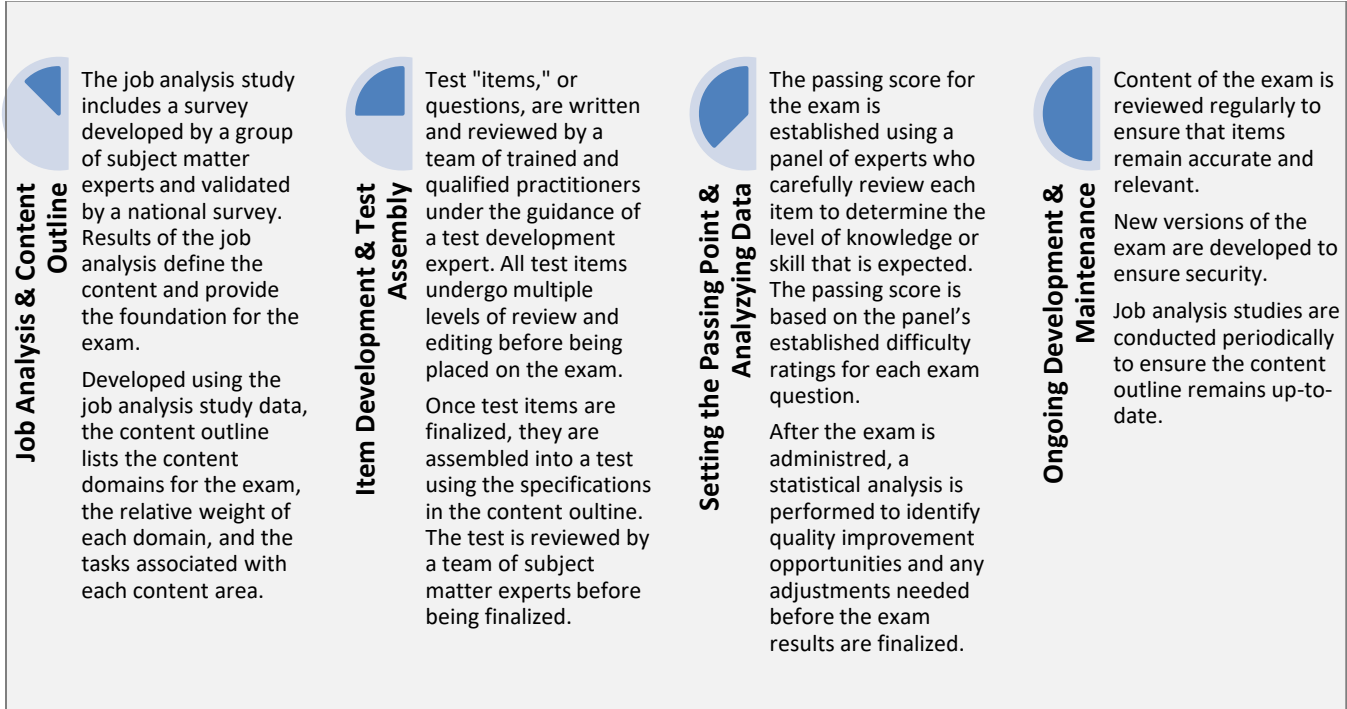 Job Analysis & Content
Outline
The job analysis study
includes a survey
developed by a group
of subject matter
experts and validated
by a national survey.
Results of the job
analysis define the
content and provide
the foundation for the
exam.
Developed using the
job analysis study data,
the content outline
lists the content
domains for the exam,
the relative weight of
each domain, and the
tasks associated with
each content area.
Item Development & Test
Assembly
Test "items," or
questions, are written
and reviewed by a
team of trained and
qualified practitioners
under the guidance of
a test development
expert. All test items
undergo multiple
levels of review and
editing before being
placed on the exam.
Once test items are
finalized, they are
assembled into a test
using the specifications
in the content oultine.
The test is reviewed by
a team of subject
matter experts before
being finalized.
Setting the Passing Point &
Analyzying Data
The passing score for
the exam is
established using a
panel of experts who
carefully review each
item to determine the
level of knowledge or
skill that is expected.
The passing score is
based on the panel’s
established difficulty
ratings for each exam
question.
After the exam is
administred, a
statistical analysis is
performed to identify
quality improvement
opportunities and any
adjustments needed
before the exam
results are finalized.
Ongoing Development &
Maintenance
Content of the exam is
reviewed regularly to
ensure that items
remain accurate and
relevant.
New versions of the
exam are developed to
ensure security.
Job analysis studies are
conducted periodically
to ensure the content
outline remains up-to-
date.